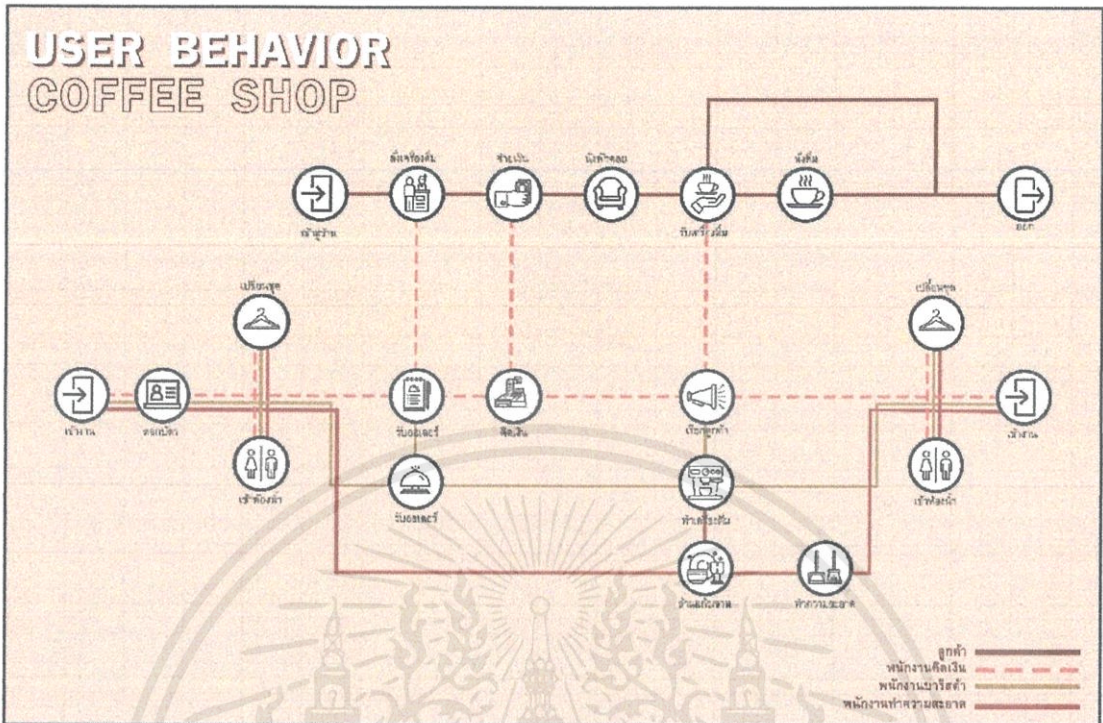 USER BEHAVIOR
COFFEE SHOP
สั่งเครื่องดื่ม
จ่ายเงิน
นั่งพักคอย
นั่งดื่ม
เข้าสู่ร้าน
รับเครื่องดื่ม
ออก
เปลี่ยนชุด
เปลี่ยนชุด
เข้างาน
ตอกบัตร
รับออเดอร์
คิดเงิน
เรียกลูกค้า
เข้างาน
เข้าห้องน้ำ
รับออเดอร์
ทำเครื่องดื่ม
เข้าห้องน้ำ
ล้างแก้วจาน
ทำความสะอาด
ลูกค้า
พนักงานคิดเงิน
พนักงานบาริสต้า
พนักงานทำความสะอาด